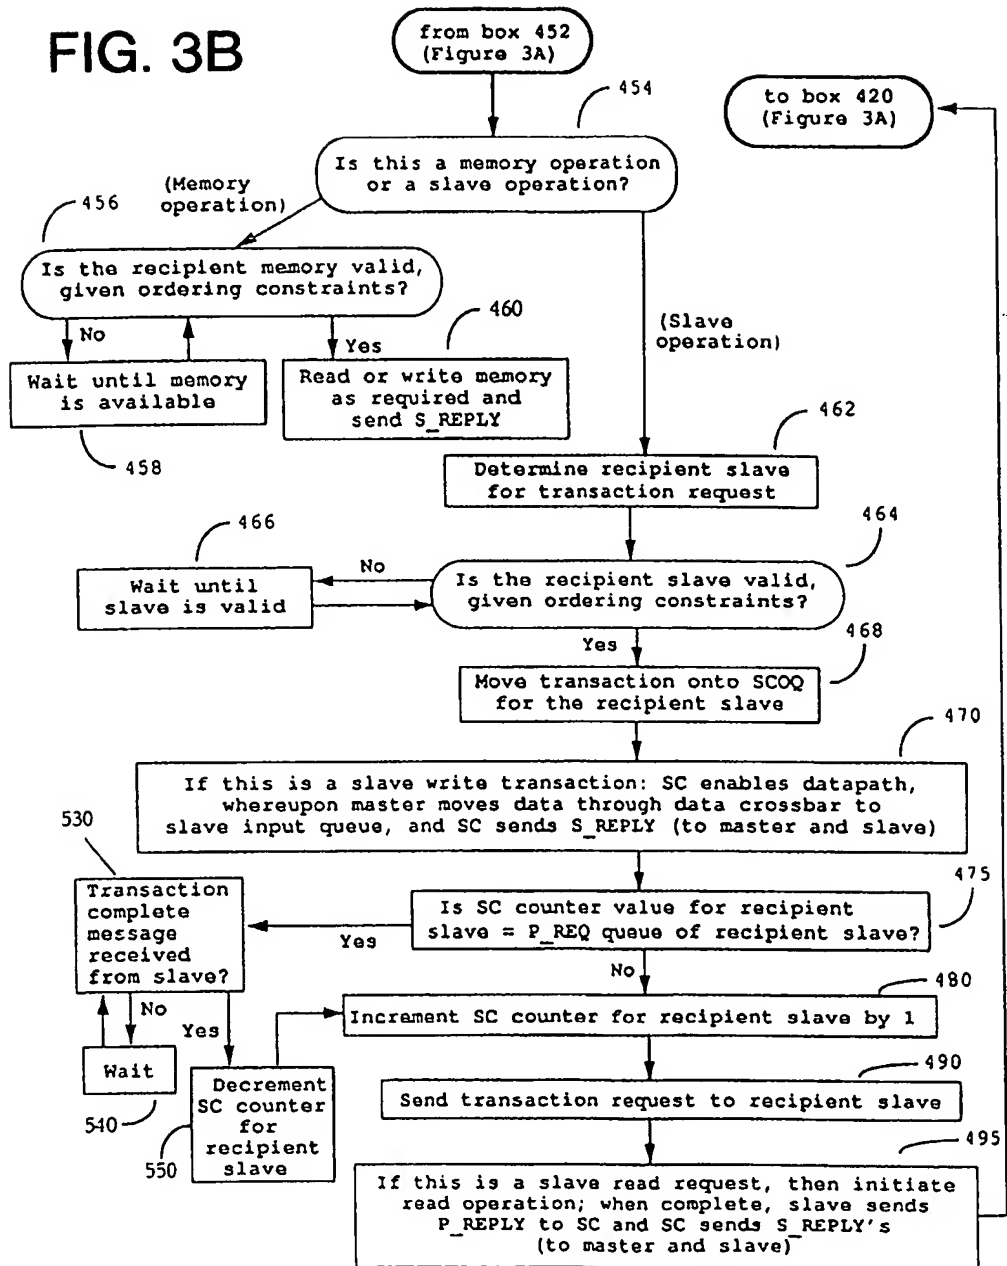 FIG. 3B
from box 452
(Figure 3A)
454
to box 420
(Figure 3A)
Is this a memory operation
or a slave operation?
(Memory
operation)
456
Is the recipient memory valid,
given ordering constraints?
No
Yes
460
(Slave
operation)
Wait until memory
is available
458
Read or write memory
as required and
send S_REPLY
462
Determine recipient slave
for transaction request
466
464
Wait until
slave is valid
No
Is the recipient slave valid,
given ordering constraints?
Yes
468
Move transaction onto SCOQ
for the recipient slave
470
If this is a slave write transaction: SC enables datapath,
whereupon master moves data through data crossbar to
slave input queue, and SC sends S_REPLY (to master and slave)
530
475
Transaction
complete
message
received
from slave?
Yes
Is SC counter value for recipient
slave = P_REQ queue of recipient slave?
No
480
No
Yes
Increment SC counter for recipient slave by 1
Wait
540
Decrement
SC counter
for
recipient
slave
550
490
Send transaction request to recipient slave
495
If this is a slave read request, then initiate
read operation; when complete, slave sends
P_REPLY to SC and SC sends S_REPLY's
(to master and slave)